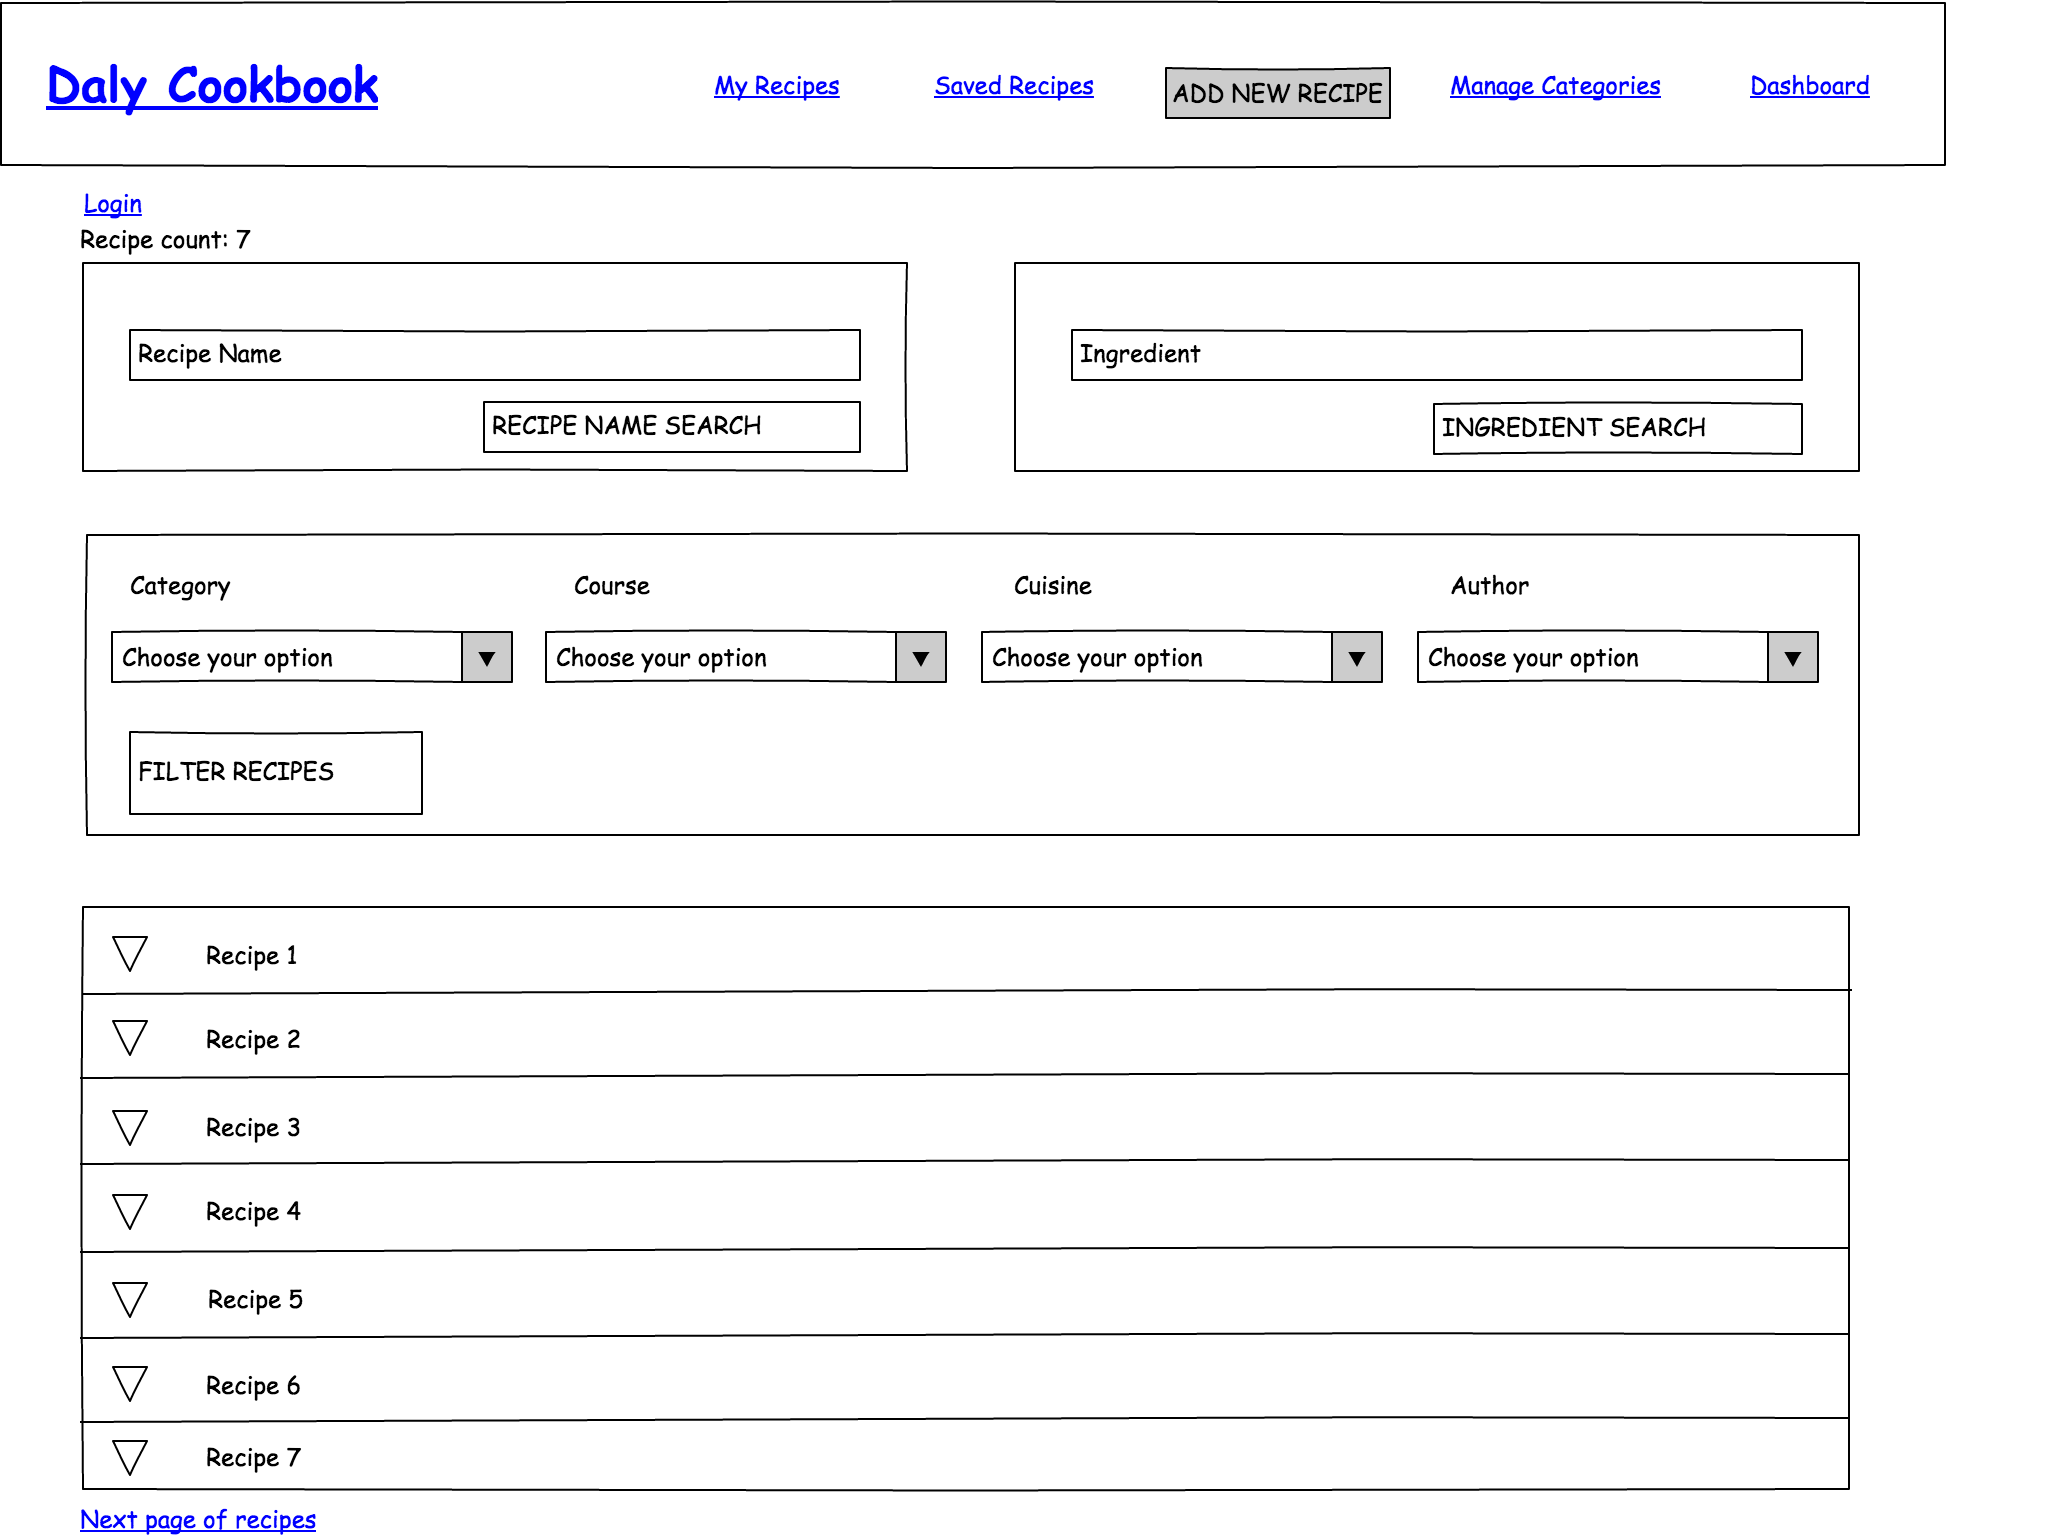 Daly Cookbook
My Recipes
Saved Recipes
ADD NEW RECIPE
Manage Categories
Dashboard
Login
Recipe count: 7
Recipe Name
RECIPE NAME SEARCH
Ingredient
INGREDIENT SEARCH
Category
Course
Cuisine
Author
Choose your option
Choose your option
Choose your option
Choose your option
FILTER RECIPES
Recipe 1
Recipe 2
Recipe 3
Recipe 4
Recipe 5
Recipe 6
Recipe 7
Next page of recipes